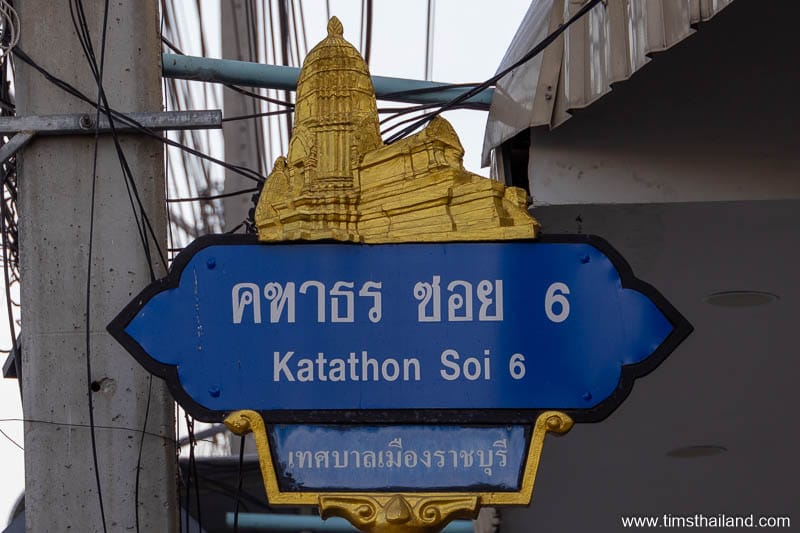 คฑาธร ซอย 6
Katathon Soi 6
เทศบาลเมืองราชบุรี
www.timsthailand.com